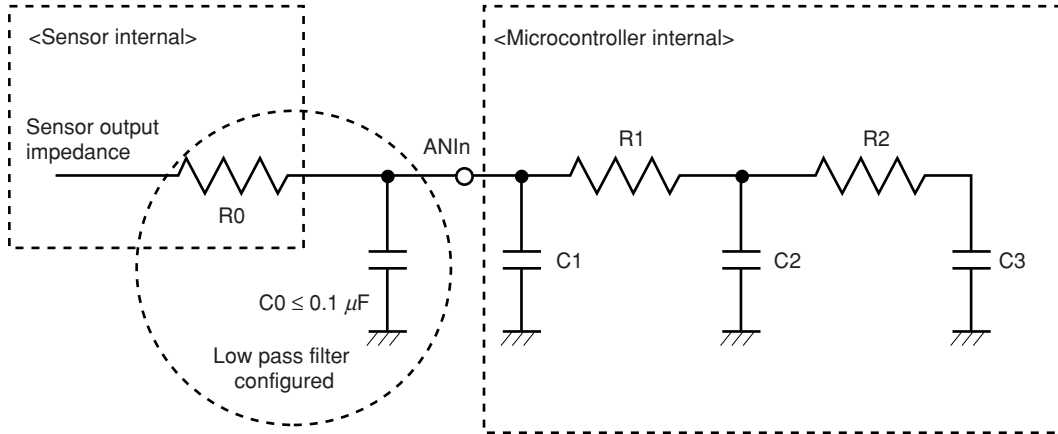 <Sensor internal>
<Microcontroller internal>
Sensor output
impedance
ANIn
R1
R2
R0
C1
C2
C3
C0 ≤ 0.1 μF
Low pass filter
configured